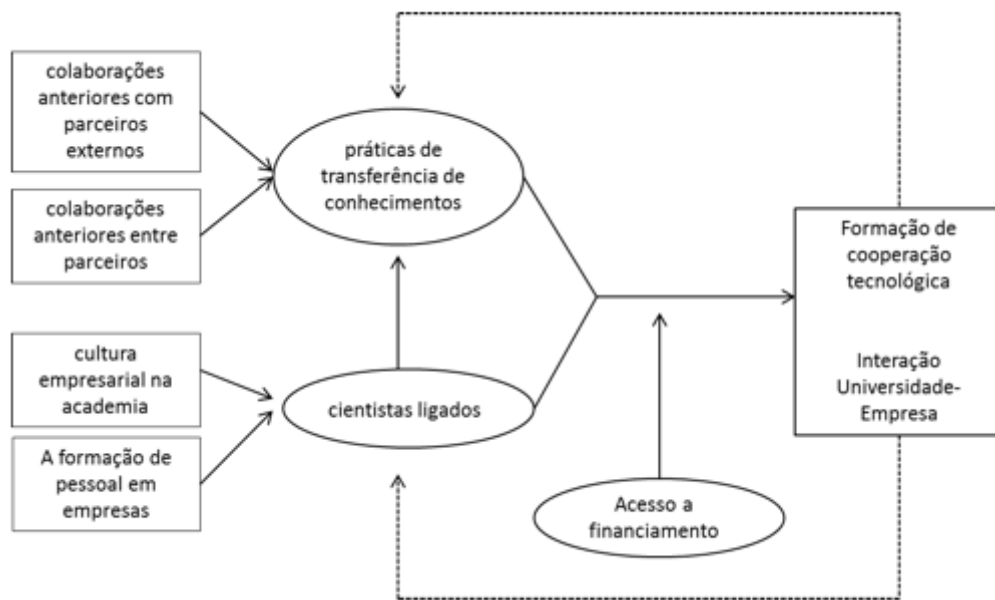 colaborações
anteriores com
parceiros
externos
colaborações
anteriores entre
parceiros
cultura
empresarial na
academia
A formação de
pessoal em
empresas
práticas de
transferência de
conhecimentos
cientistas ligados
Acesso a
financiamento
Formação de
cooperação
tecnológica
Interação
Universidade-
Empresa